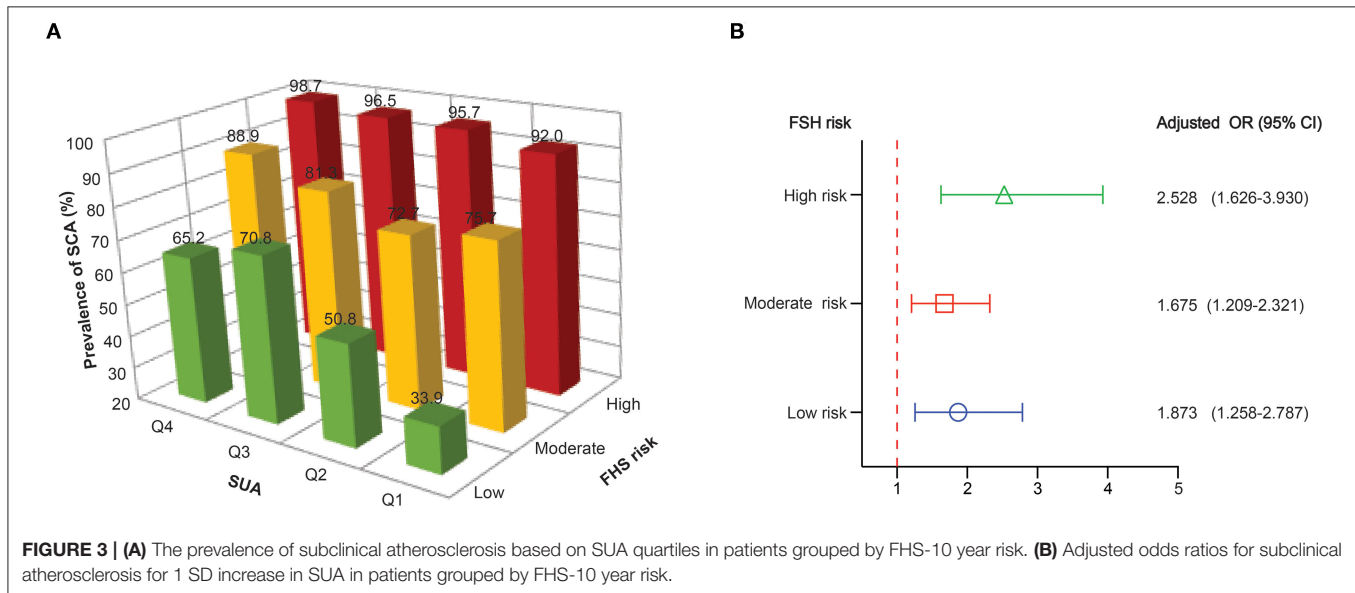 A
98.7
96.5
95.7
92.0
88.9
81.3
72.7
75.7
65.2
70.8
50.8
33.9
100
90
80
70
60
50
40
30
20
Prevalence of SCA (%)
Q4
Q3
Q2
Q1
SUA
Low
Moderate
High
FHS risk
B
FSH risk
Adjusted OR (95% CI)
High risk
2.528 (1.626-3.930)
Moderate risk
1.675 (1.209-2.321)
Low risk
1.873 (1.258-2.787)
1 2 3 4 5
FIGURE 3 | (A) The prevalence of subclinical atherosclerosis based on SUA quartiles in patients grouped by FHS-10 year risk. (B) Adjusted odds ratios for subclinical
atherosclerosis for 1 SD increase in SUA in patients grouped by FHS-10 year risk.